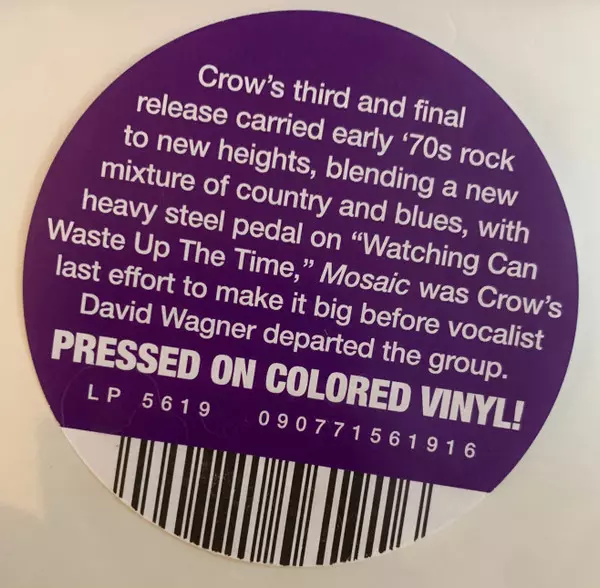 Crow's third and final
release carried early '70s rock
to new heights, blending a new
mixture of country and blues, with
heavy steel pedal on “Watching Can
Waste Up The Time,” Mosaic was Crow's
last effort to make it big before vocalist
David Wagner departed the group.
PRESSED ON COLORED VINYL!
LP 5619 090771561916